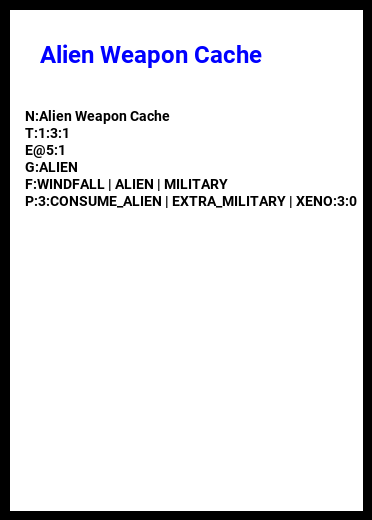 Alien Weapon Cache
N:Alien Weapon Cache
T:1:3:1
E@5:1
G:ALIEN
F:WINDFALL | ALIEN | MILITARY
P:3:CONSUME_ALIEN | EXTRA_MILITARY | XENO:3:0